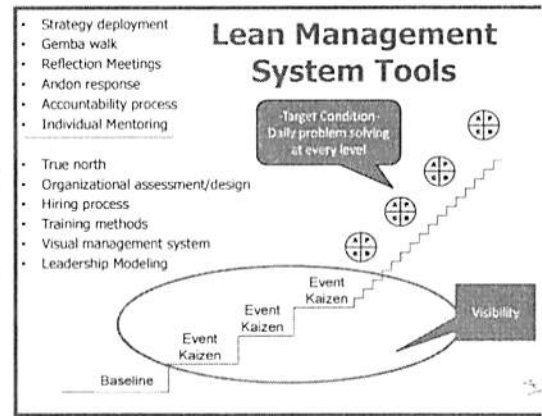 Lean Management
System Tools
• Strategy deployment
• Gemba walk
• Reflection Meetings
• Andon response
• Accountability process
• Individual Mentoring
• True north
• Organizational assessment/design
• Hiring process
• Training methods
• Visual management system
• Leadership Modeling
-Target Condition-
Daily problem solving
at every level
A P
C D
A P
C D
A P
C D
A P
C D
Event
Kaizen
Event
Kaizen
Event
Kaizen
Baseline
Visibility